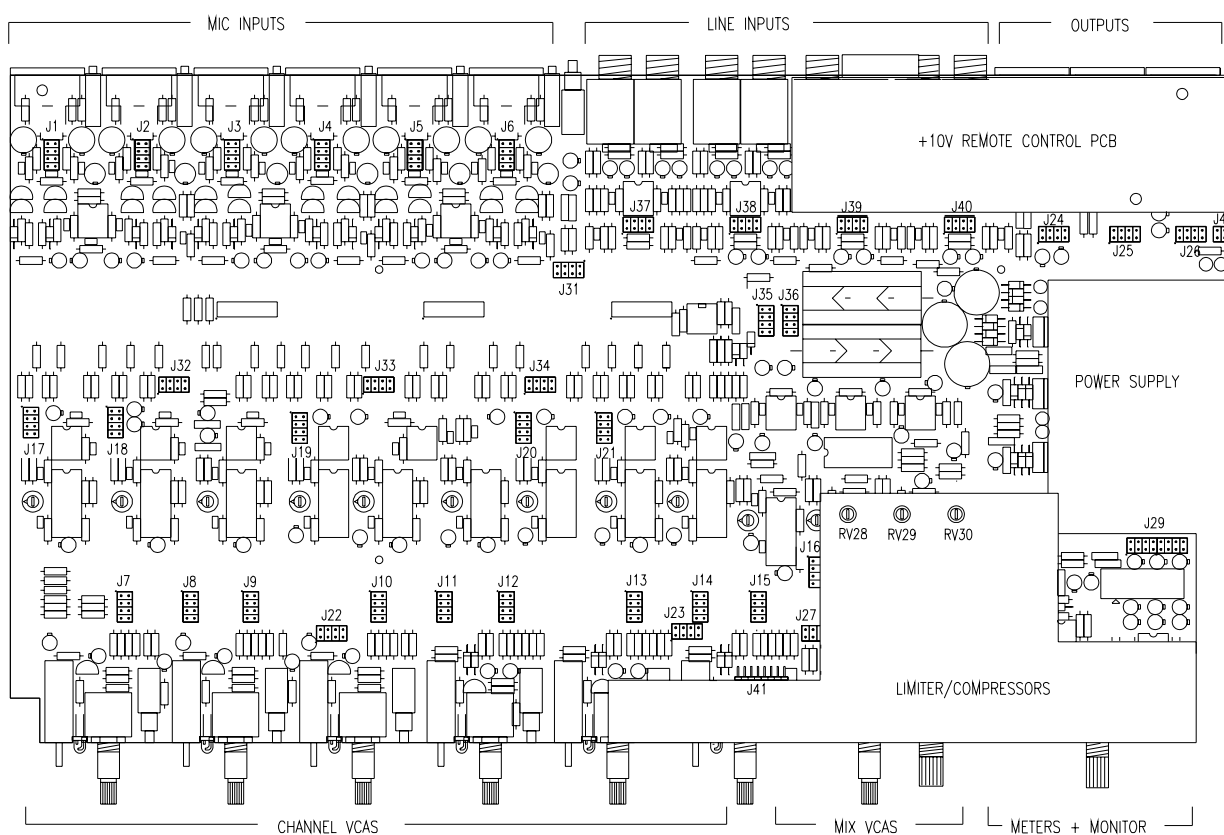 MIC INPUTS
LINE INPUTS
OUTPUTS
J1
J2
J3
J4
J5
J6
+10V REMOTE CONTROL PCB
J37
J38
J39
J40
J24
J25
J26
J31
J35
J36
J32
J33
J34
POWER SUPPLY
J17
J18
J19
J20
J21
RV28
RV29
RV30
J29
J16
J7
J8
J9
J10
J11
J12
J13
J14
J15
J22
J23
J27
J41
LIMITER/COMPRESSORS
CHANNEL VCAS
MIX VCAS
METERS + MONITOR